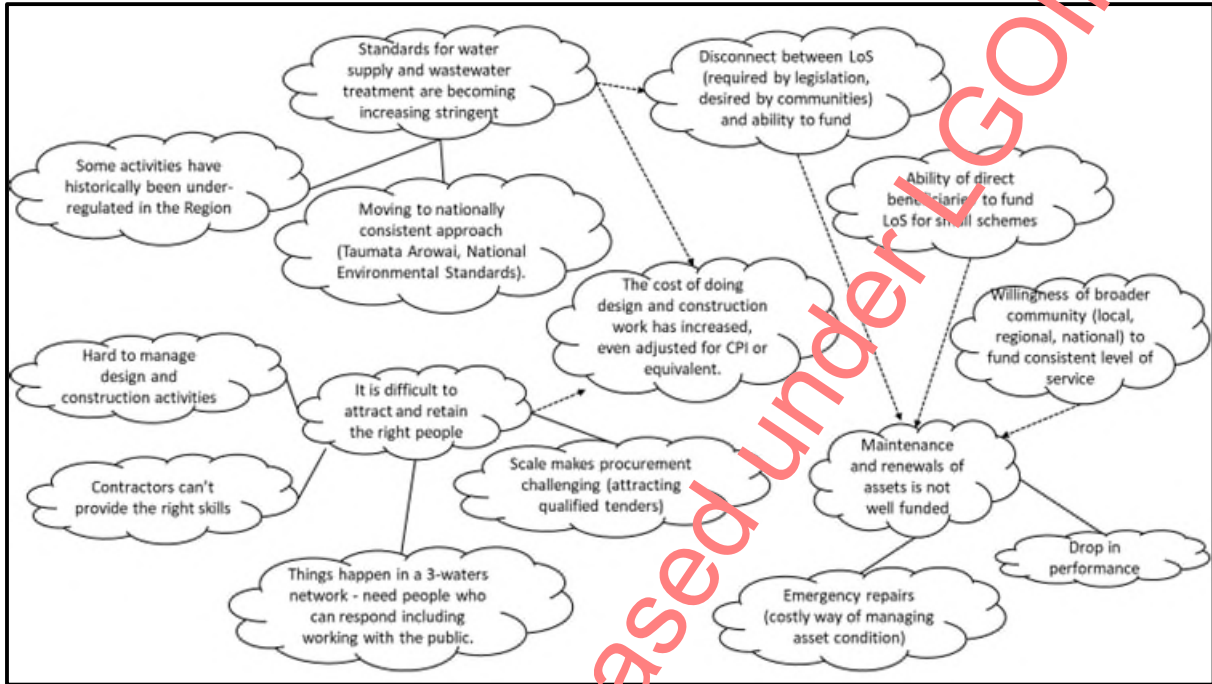 Standards for water
supply and wastewater
treatment are becoming
increasing stringent
Disconnect between LoS
(required by legislation,
desired by communities)
and ability to fund
Some activities have
historically been under-
regulated in the Region
Moving to nationally
consistent approach
(Taumata Arowai, National
Environmental Standards).
Ability of direct
beneficiaries to fund
LoS for small schemes
The cost of doing
design and construction
work has increased,
even adjusted for CPI or
equivalent.
Willingness of broader
community (local,
regional, national) to
fund consistent level of
service
Hard to manage
design and
construction activities
It is difficult to
attract and retain
the right people
Contractors can't
provide the right skills
Scale makes procurement
challenging (attracting
qualified tenders)
Maintenance
and renewals of
assets is not
well funded
Things happen in a 3-waters
network - need people who
can respond including
working with the public.
Emergency repairs
(costly way of managing
asset condition)
Drop in
performance
ased under LGOI